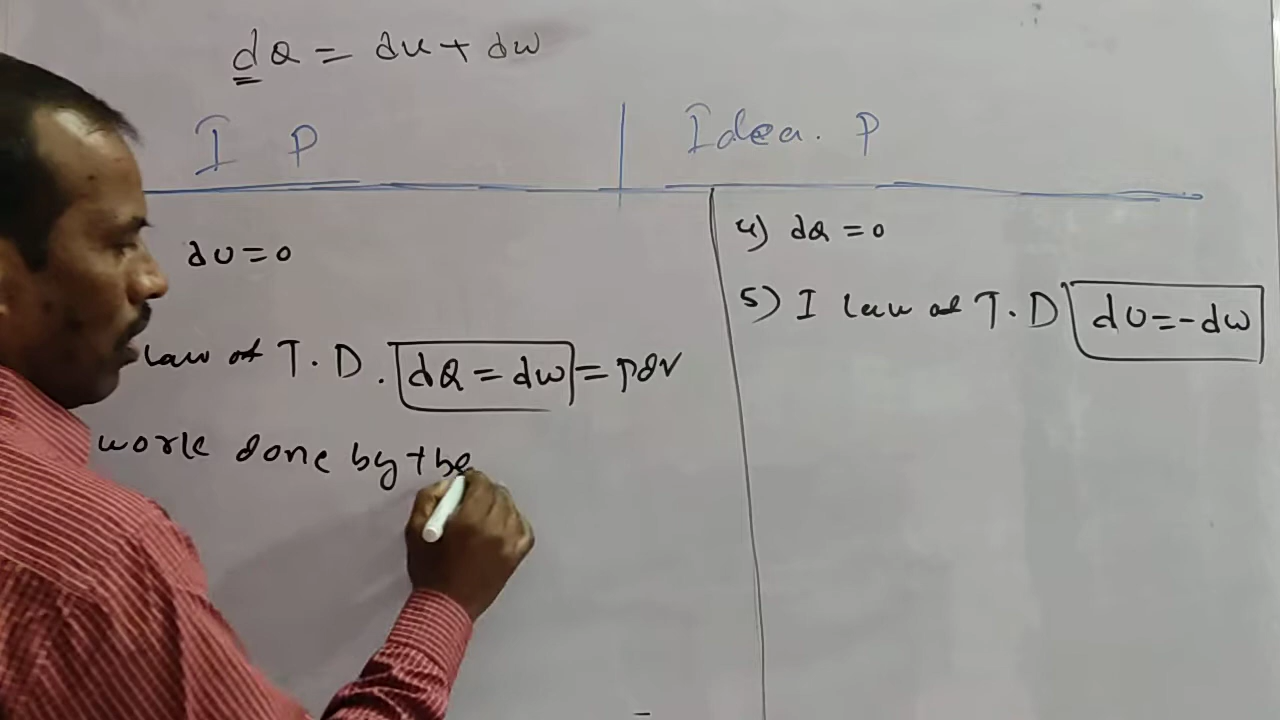 dQ = du + dw
I P
Idea. P
dU = 0
law of T.D. dQ = dw = Pdv
work done by the
4) dQ = 0
5) I law of T.D dU = -dw